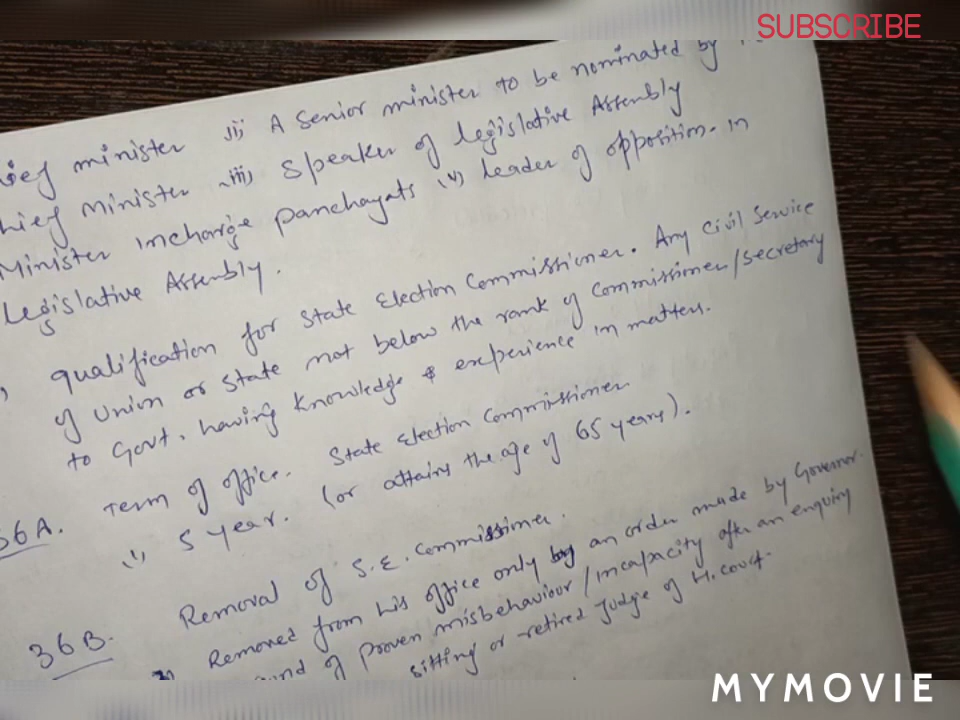 SUBSCRIBE
minister ii) A Senior minister to be nominated by
Minister iii) Speaker of legislative Assembly
Minister Incharge Panchayats (v) leader of opposition. in
legislative Assembly.
qualification for State Election Commissioner. Any Civil Service
of Union or State not below the rank of Commissioner/Secretary
to Govt. having Knowledge & experience in matters.
36A. Term of office. State Election Commissioner
(i) 5 year. (or attains the age of 65 years).
36B. Removal of S.E. Commissioner.
Removed from his office only by an order made by Governor.
of proven misbehaviour/incapacity after an enquiry
sitting or retired Judge of H. Court.
MYMOVIE